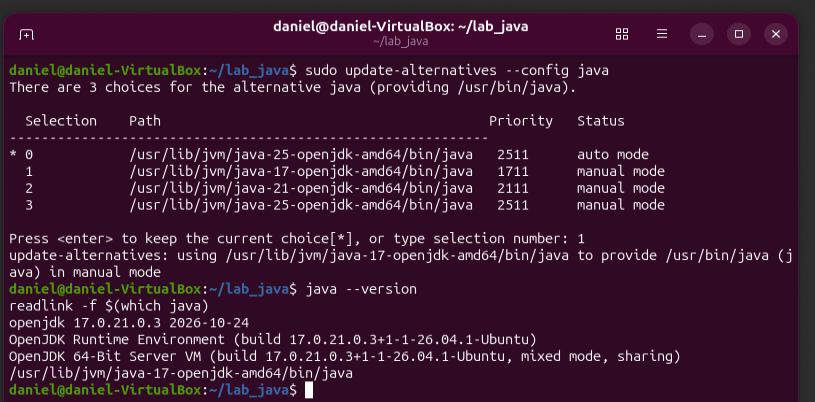 daniel@daniel-VirtualBox: ~/lab_java
~/lab_java
daniel@daniel-VirtualBox:~/lab_java$ sudo update-alternatives --config java
There are 3 choices for the alternative java (providing /usr/bin/java).
Selection    Path                                         Priority   Status
------------------------------------------------------------
* 0            /usr/lib/jvm/java-25-openjdk-amd64/bin/java   2511      auto mode
  1            /usr/lib/jvm/java-17-openjdk-amd64/bin/java   1711      manual mode
  2            /usr/lib/jvm/java-21-openjdk-amd64/bin/java   2111      manual mode
  3            /usr/lib/jvm/java-25-openjdk-amd64/bin/java   2511      manual mode
Press <enter> to keep the current choice[*], or type selection number: 1
update-alternatives: using /usr/lib/jvm/java-17-openjdk-amd64/bin/java to provide /usr/bin/java (j
ava) in manual mode
daniel@daniel-VirtualBox:~/lab_java$ java --version
readlink -f $(which java)
openjdk 17.0.21.0.3 2026-10-24
OpenJDK Runtime Environment (build 17.0.21.0.3+1-1-26.04.1-Ubuntu)
OpenJDK 64-Bit Server VM (build 17.0.21.0.3+1-1-26.04.1-Ubuntu, mixed mode, sharing)
/usr/lib/jvm/java-17-openjdk-amd64/bin/java
daniel@daniel-VirtualBox:~/lab_java$